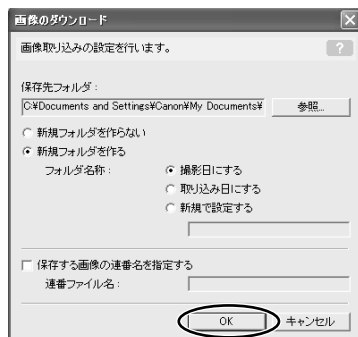 画像のダウンロード
画像取り込みの設定を行います。
?
保存先フォルダ：
C:¥Documents and Settings¥Canon¥My Documents¥ 参照...
新規フォルダを作らない
新規フォルダを作る
フォルダ名称： 撮影日にする
取り込み日にする
新規で設定する
保存する画像の連番名を指定する
連番ファイル名：
OK キャンセル